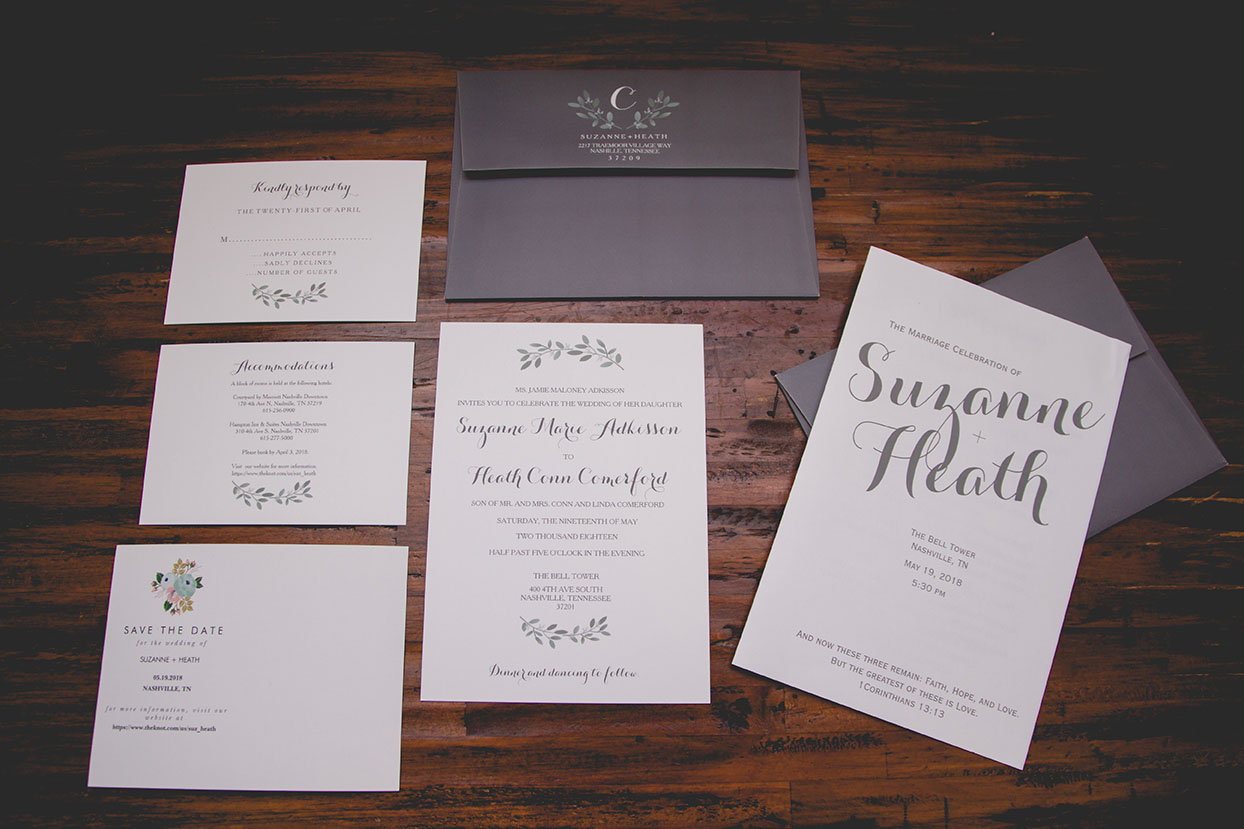 C
SUZANNE+HEATH
2217 TRAEMOOR VILLAGE WAY
NASHVILLE, TENNESSEE
37209
Kindly respond by
THE TWENTY-FIRST OF APRIL
M......................................
....HAPPILY ACCEPTS
....SADLY DECLINES
....NUMBER OF GUESTS
Accommodations
A block of rooms is held at the following hotels:
Courtyard by Marriott Nashville Downtown
170 4th Ave N, Nashville, TN 37219
615-256-0900
Hampton Inn & Suites Nashville Downtown
310 4th Ave S, Nashville, TN 37201
615-277-5000
Please book by April 3, 2018.
Visit our website for more information.
https://www.theknot.com/us/suz_heath
SAVE THE DATE
for the wedding of
SUZANNE + HEATH
05.19.2018
NASHVILLE, TN
for more information, visit our
website at
https://www.theknot.com/us/suz_heath
MS. JAMIE MALONEY ADKISSON
INVITES YOU TO CELEBRATE THE WEDDING OF HER DAUGHTER
Suzanne Marie Adkisson
TO
Heath Conn Comerford
SON OF MR. AND MRS. CONN AND LINDA COMERFORD
SATURDAY, THE NINETEENTH OF MAY
TWO THOUSAND EIGHTEEN
HALF PAST FIVE O'CLOCK IN THE EVENING
THE BELL TOWER
400 4TH AVE SOUTH
NASHVILLE, TENNESSEE
37201
Dinner and dancing to follow
The Marriage Celebration of
Suzanne
+
Heath
The Bell Tower
Nashville, TN
May 19, 2018
5:30 pm
And now these three remain: Faith, Hope, and Love.
But the greatest of these is Love.
1Corinthians 13:13